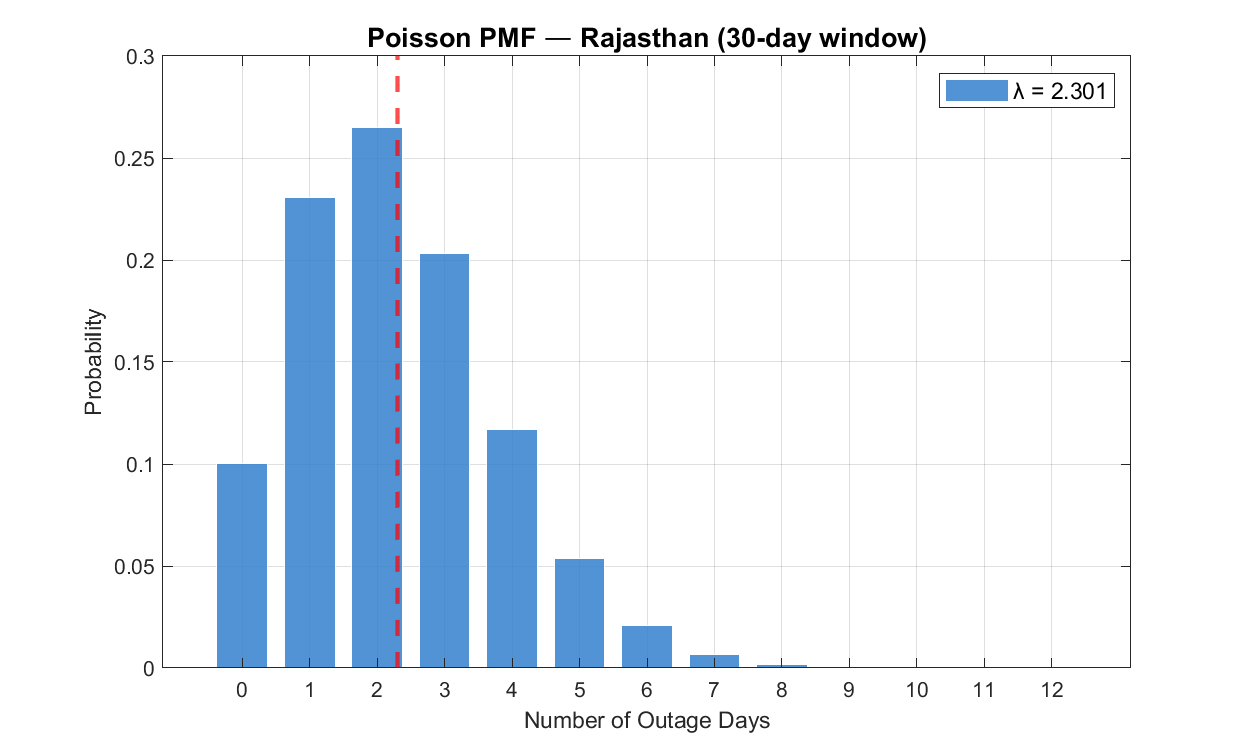 Poisson PMF — Rajasthan (30-day window)
λ = 2.301
0.3
0.25
0.2
0.15
0.1
0.05
0
Probability
0 1 2 3 4 5 6 7 8 9 10 11 12
Number of Outage Days